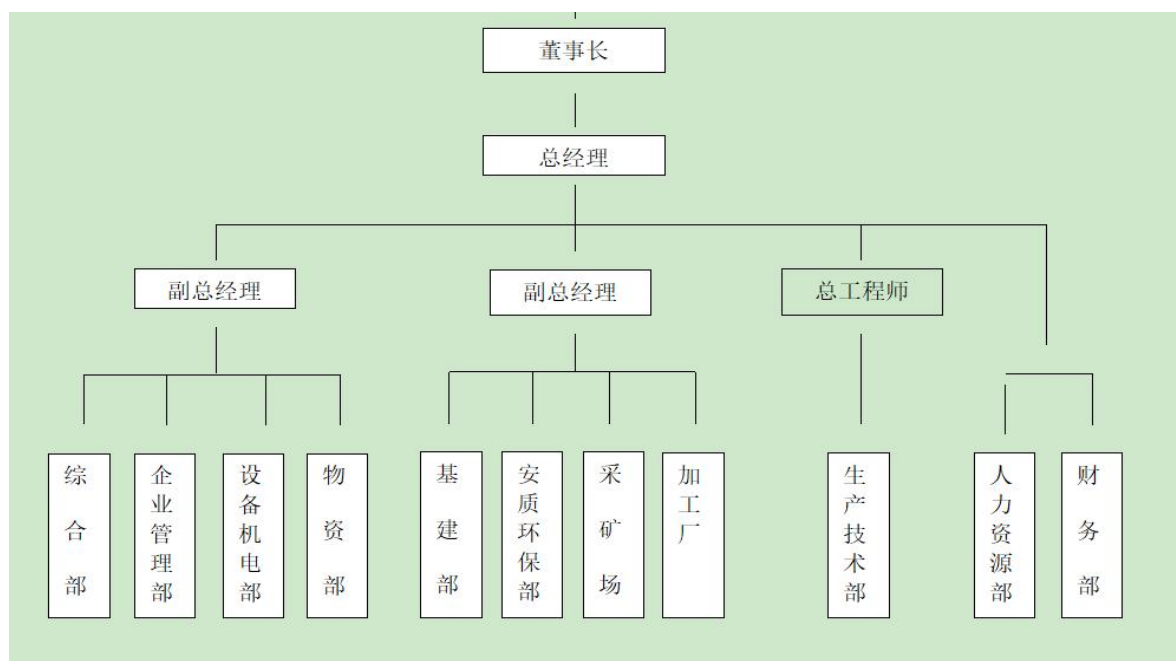 董事长
总经理
副总经理
副总经理
总工程师
综合部
企业管理部
设备机电部
物资部
基建部
安质环保部
采矿场
加工厂
生产技术部
人力资源部
财务部